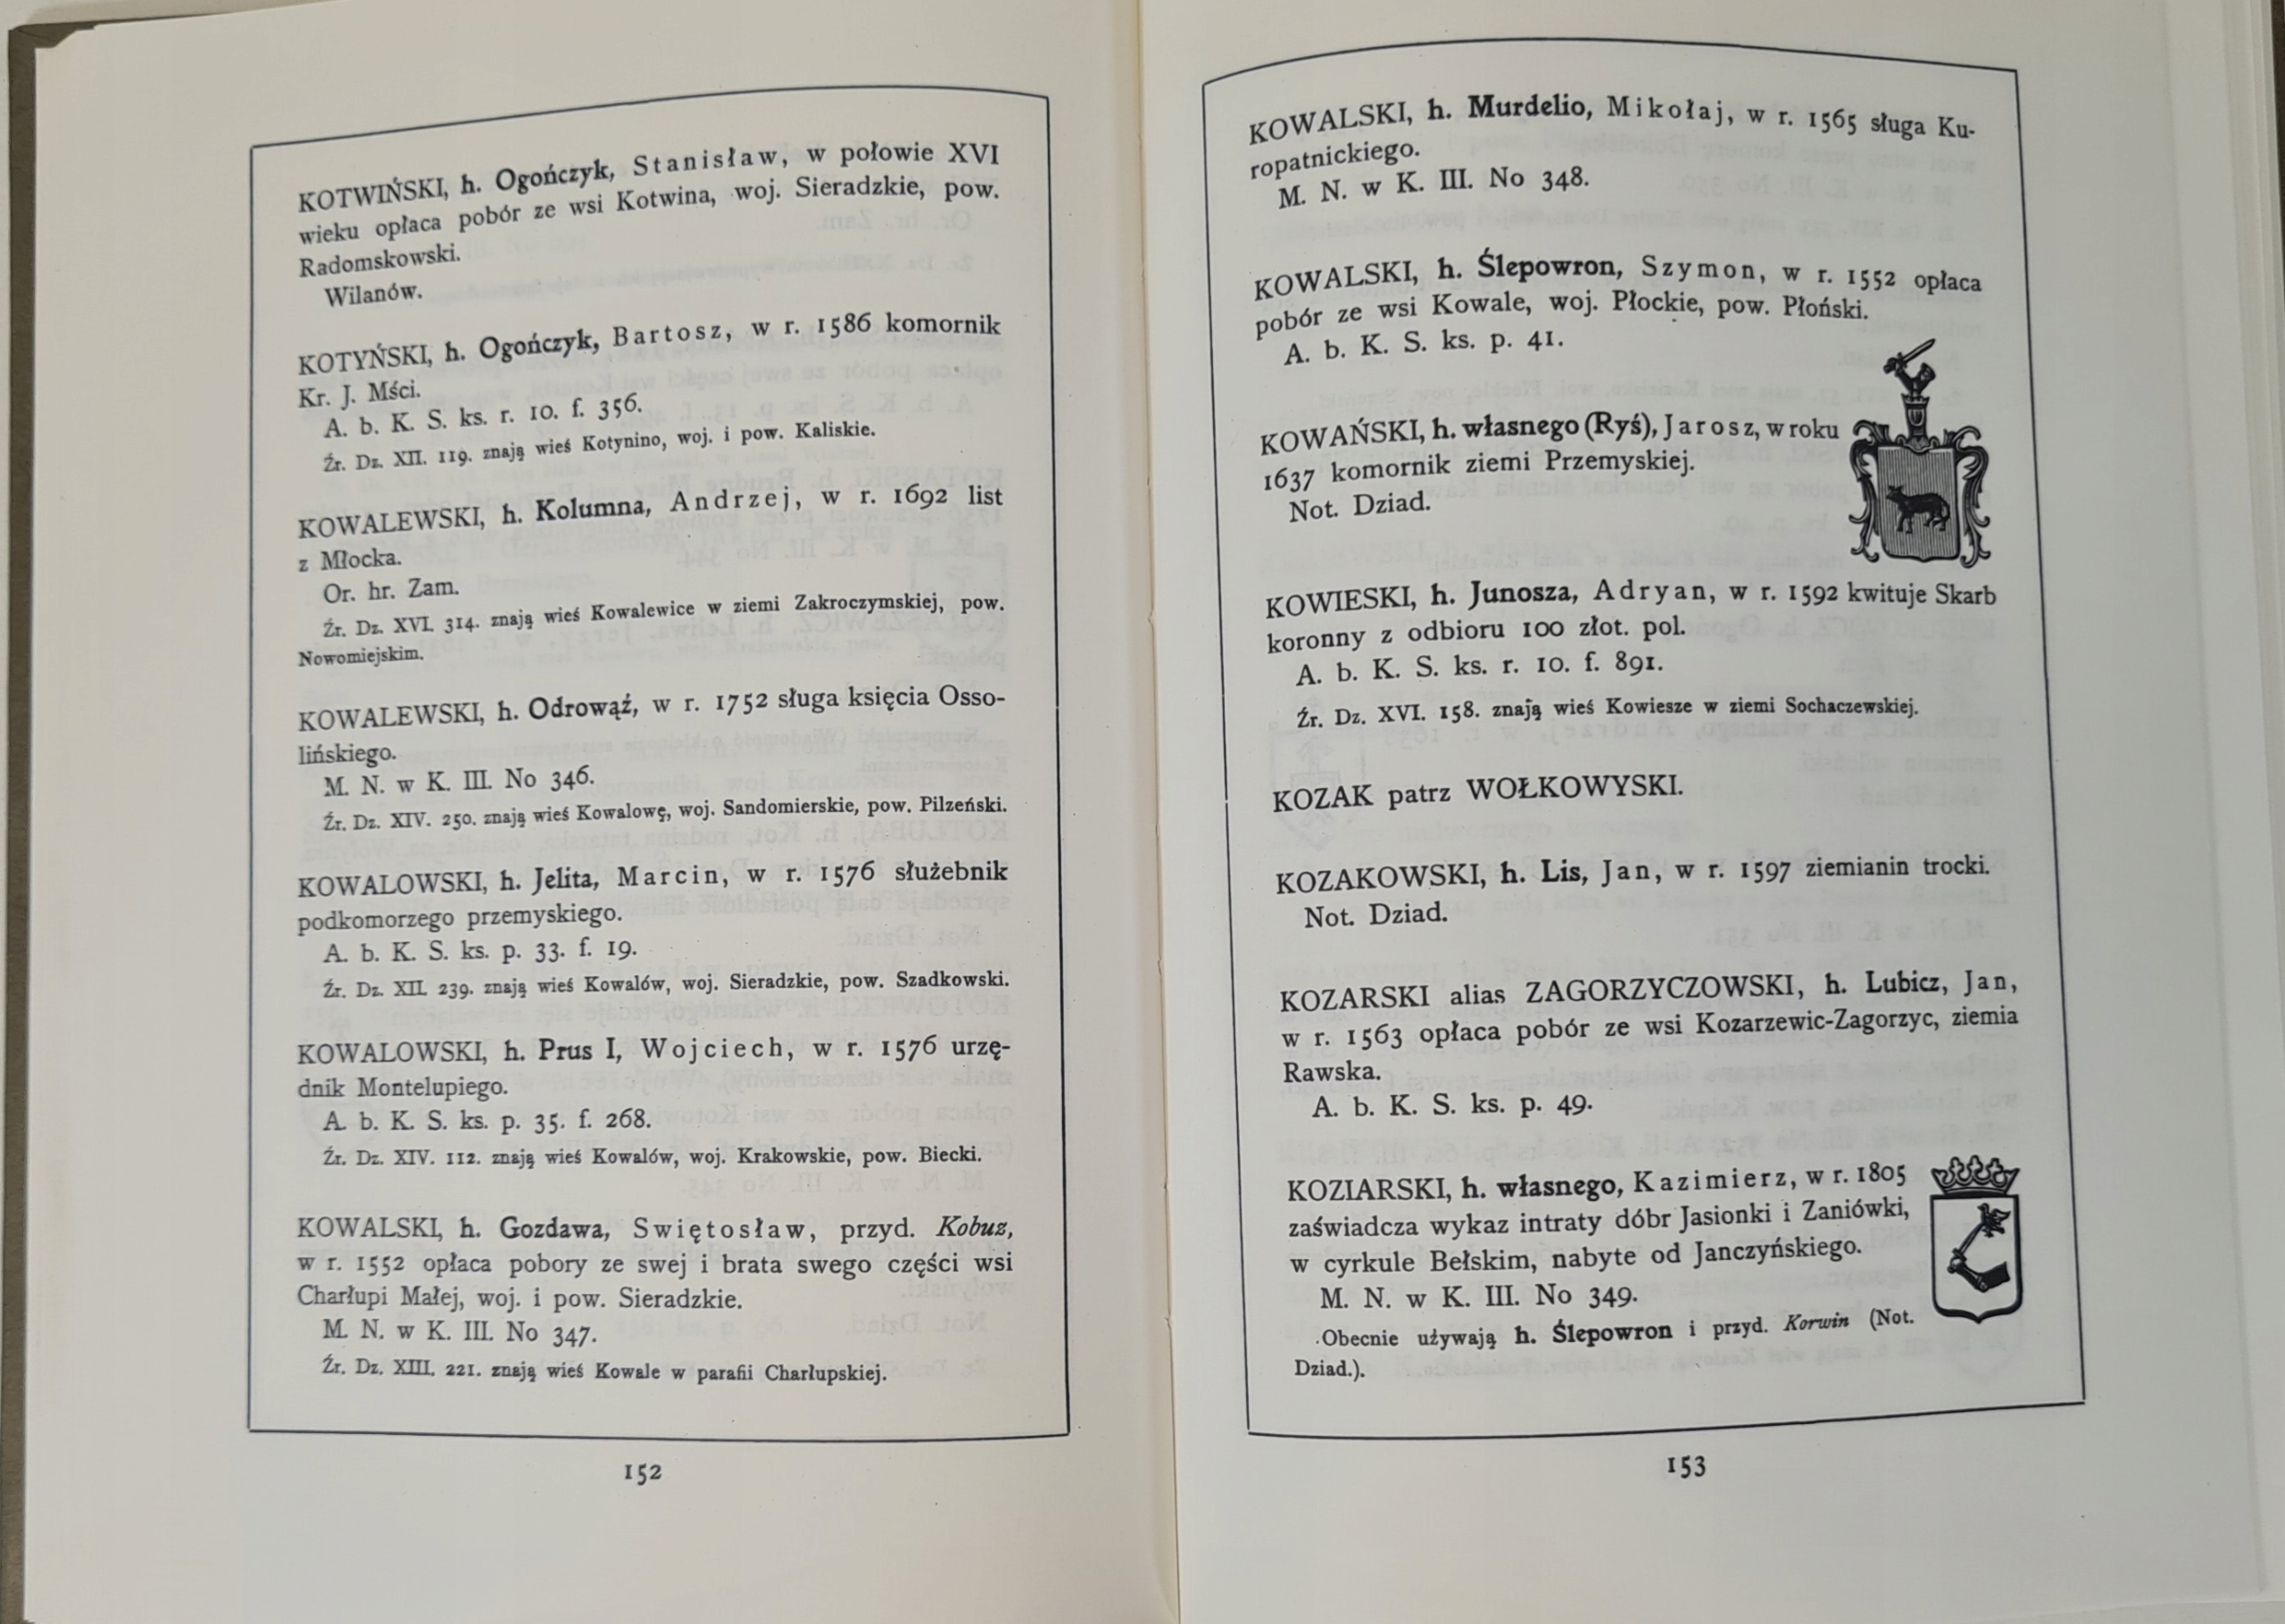 KOTWIŃSKI, h. Ogończyk, Stanisław, w połowie XVI
wieku opłaca pobór ze wsi Kotwina, woj. Sieradzkie, pow.
Radomskowski.
Wilanów.
KOTYŃSKI, h. Ogończyk, Bartosz, w r. 1586 komornik
Kr. J. Mści.
A. b. K. S. ks. r. 10. f. 356.
Źr. Dz. XII. 119. znają wieś Kotynino, woj. i pow. Kaliskie.
KOWALEWSKI, h. Kolumna, Andrzej, w r. 1692 list
z Młocka.
Or. hr. Zam.
Źr. Dz. XVI. 314. znają wieś Kowalewice w ziemi Zakroczymskiej, pow.
Nowomiejskim.
KOWALEWSKI, h. Odrowąź, w r. 1752 sługa księcia Osso-
lińskiego.
M. N. w K. III. No 346.
Źr. Dz. XIV. 250. znają wieś Kowalowę, woj. Sandomierskie, pow. Pilzeński.
KOWALOWSKI, h. Jelita, Marcin, w r. 1576 służebnik
podkomorzego przemyskiego.
A. b. K. S. ks. p. 33. f. 19.
Źr. Dz. XII. 239. znają wieś Kowalów, woj. Sieradzkie, pow. Szadkowski.
KOWALOWSKI, h. Prus I, Wojciech, w r. 1576 urzę-
dnik Montelupiego.
A. b. K. S. ks. p. 35. f. 268.
Źr. Dz. XIV. 112. znają wieś Kowalów, woj. Krakowskie, pow. Biecki.
KOWALSKI, h. Gozdawa, Swiętosław, przyd. Kobuz,
w r. 1552 opłaca pobory ze swej i brata swego części wsi
Charłupi Małej, woj. i pow. Sieradzkie.
M. N. w K. III. No 347.
Źr. Dz. XIII. 221. znają wieś Kowale w parafii Charłupskiej.
152
KOWALSKI, h. Murdelio, Mikołaj, w r. 1565 sługa Ku-
ropatnickiego.
M. N. w K. III. No 348.
KOWALSKI, h. Ślepowron, Szymon, w r. 1552 opłaca
pobór ze wsi Kowale, woj. Płockie, pow. Płoński.
A. b. K. S. ks. p. 41.
KOWAŃSKI, h. własnego (Ryś), Jarosz, w roku
1637 komornik ziemi Przemyskiej.
Not. Dziad.
KOWIESKI, h. Junosza, Adryan, w r. 1592 kwituje Skarb
koronny z odbioru 100 złot. pol.
A. b. K. S. ks. r. 10. f. 891.
Źr. Dz. XVI. 158. znają wieś Kowiesze w ziemi Sochaczewskiej.
KOZAK patrz WOŁKOWYSKI.
KOZAKOWSKI, h. Lis, Jan, w r. 1597 ziemianin trocki.
Not. Dziad.
KOZARSKI alias ZAGORZYCZOWSKI, h. Lubicz, Jan,
w r. 1563 opłaca pobór ze wsi Kozarzewic-Zagorzyc, ziemia
Rawska.
A. b. K. S. ks. p. 49.
KOZIARSKI, h. własnego, Kazimierz, w r. 1805
zaświadcza wykaz intraty dóbr Jasionki i Zaniówki,
w cyrkule Bełskim, nabyte od Janczyńskiego.
M. N. w K. III. No 349.
Obecnie używają h. Ślepowron i przyd. Korwin (Not.
Dziad.).
153